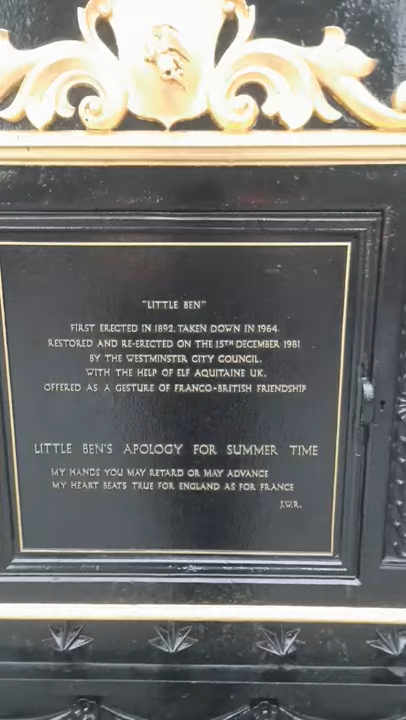 "LITTLE BEN"
FIRST ERECTED IN 1892. TAKEN DOWN IN 1964
RESTORED AND RE-ERECTED ON THE 15TH DECEMBER 1981
BY THE WESTMINSTER CITY COUNCIL.
WITH THE HELP OF ELF AQUITAINE UK.
OFFERED AS A GESTURE OF FRANCO-BRITISH FRIENDSHIP
LITTLE BEN'S APOLOGY FOR SUMMER TIME
MY HANDS YOU MAY RETARD OR MAY ADVANCE
MY HEART BEATS TRUE FOR ENGLAND AS FOR FRANCE
J.W.R.